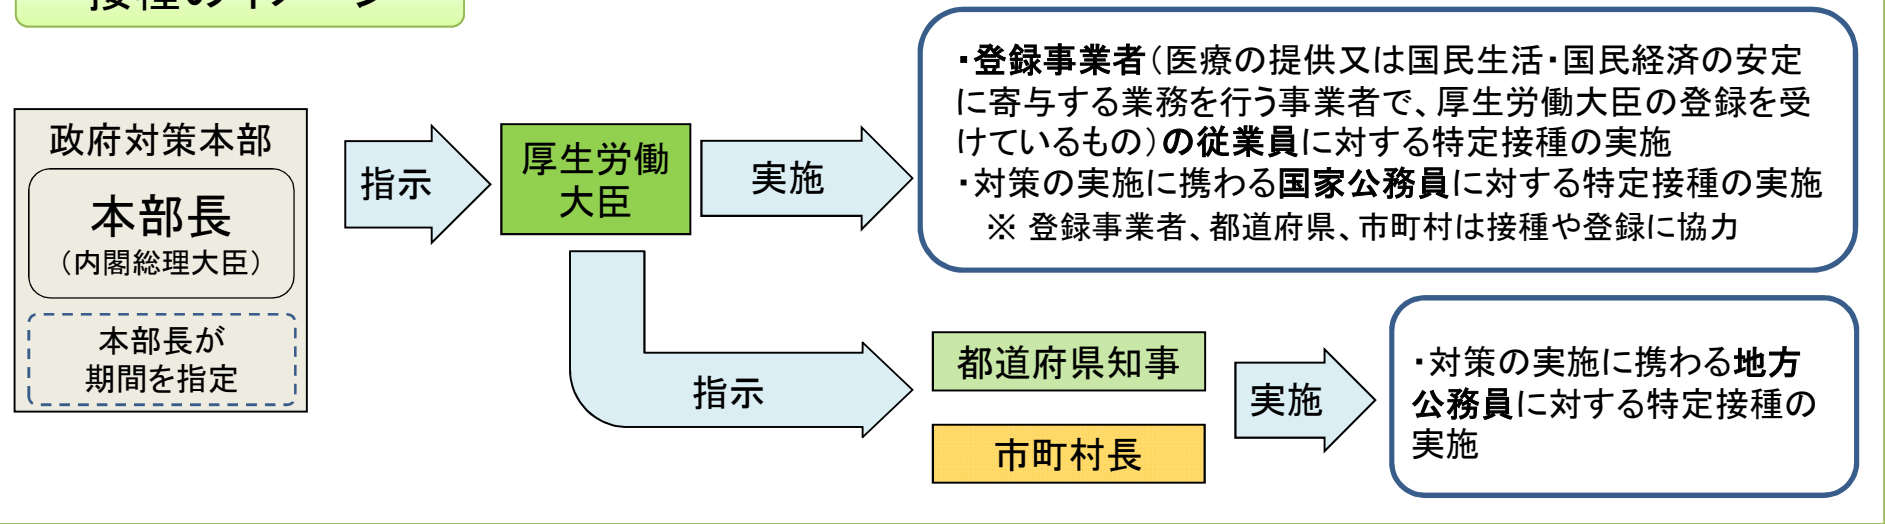 接種のイメージ
政府対策本部
本部長
（内閣総理大臣）
本部長が
期間を指定
指示
厚生労働
大臣
実施
・登録事業者（医療の提供又は国民生活・国民経済の安定
に寄与する業務を行う事業者で、厚生労働大臣の登録を受
けているもの）の従業員に対する特定接種の実施
・対策の実施に携わる国家公務員に対する特定接種の実施
※ 登録事業者、都道府県、市町村は接種や登録に協力
指示
都道府県知事
市町村長
実施
・対策の実施に携わる地方
公務員に対する特定接種の
実施